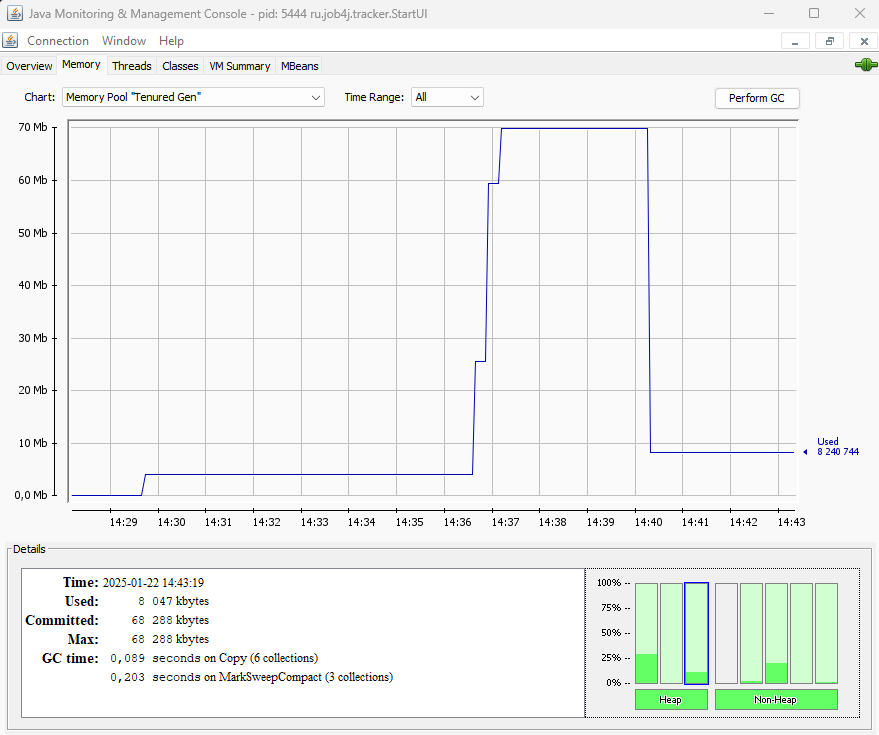 Java Monitoring & Management Console - pid: 5444 ru.job4j.tracker.StartUI
Connection Window Help
Overview Memory Threads Classes VM Summary MBeans
Chart: Memory Pool "Tenured Gen" Time Range: All Perform GC
70 Mb
60 Mb
50 Mb
40 Mb
30 Mb
20 Mb
10 Mb
0,0 Mb
Used
8 240 744
14:29 14:30 14:31 14:32 14:33 14:34 14:35 14:36 14:37 14:38 14:39 14:40 14:41 14:42 14:43
Details
Time: 2025-01-22 14:43:19
Used: 8 047 kbytes
Committed: 68 288 kbytes
Max: 68 288 kbytes
GC time: 0,089 seconds on Copy (6 collections)
0,203 seconds on MarkSweepCompact (3 collections)
100% --
75% --
50% --
25% --
0% --
Heap Non-Heap